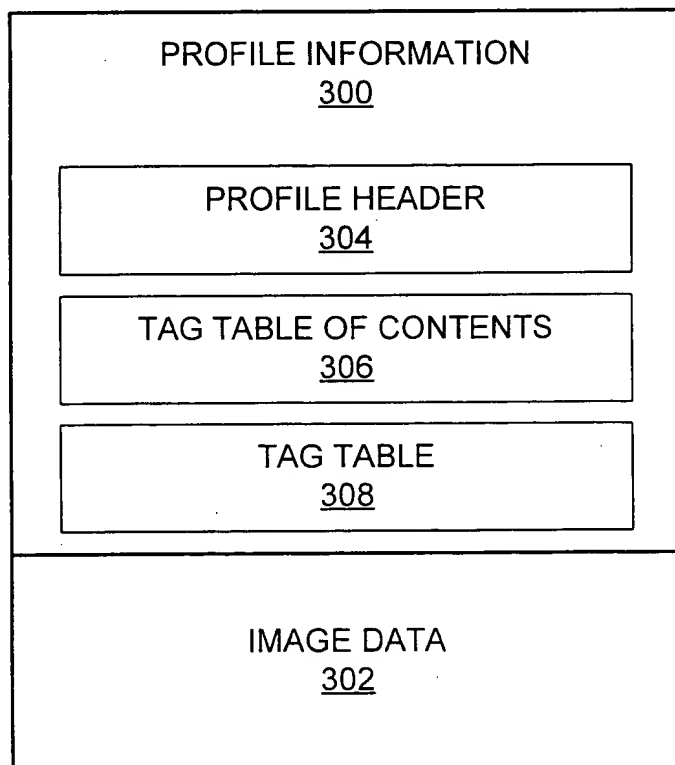 PROFILE INFORMATION
300
PROFILE HEADER
304
TAG TABLE OF CONTENTS
306
TAG TABLE
308
IMAGE DATA
302